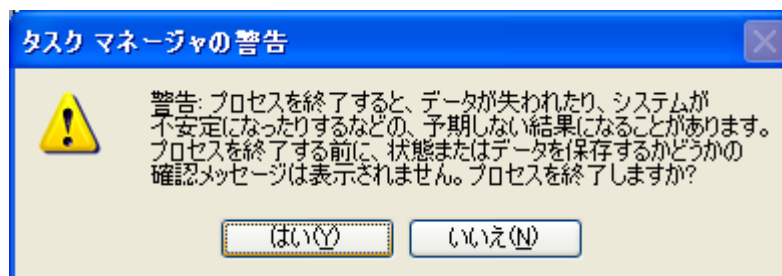 タスク マネージャの警告
警告: プロセスを終了すると、データが失われたり、システムが
不安定になったりするなどの、予期しない結果になることがあります。
プロセスを終了する前に、状態またはデータを保存するかどうかの
確認メッセージは表示されません。プロセスを終了しますか?
はい(Y) いいえ(N)